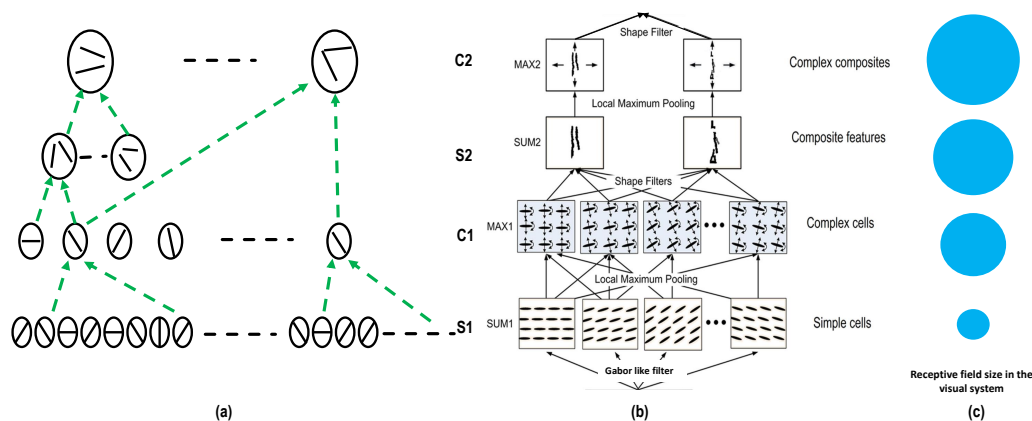 C2
S2
C1
S1
(a)
Shape Filter
MAX2
Local Maximum Pooling
SUM2
Shape Filters
MAX1
Local Maximum Pooling
SUM1
Gabor like filter
(b)
Complex composites
Composite features
Complex cells
Simple cells
Receptive field size in the
visual system
(c)